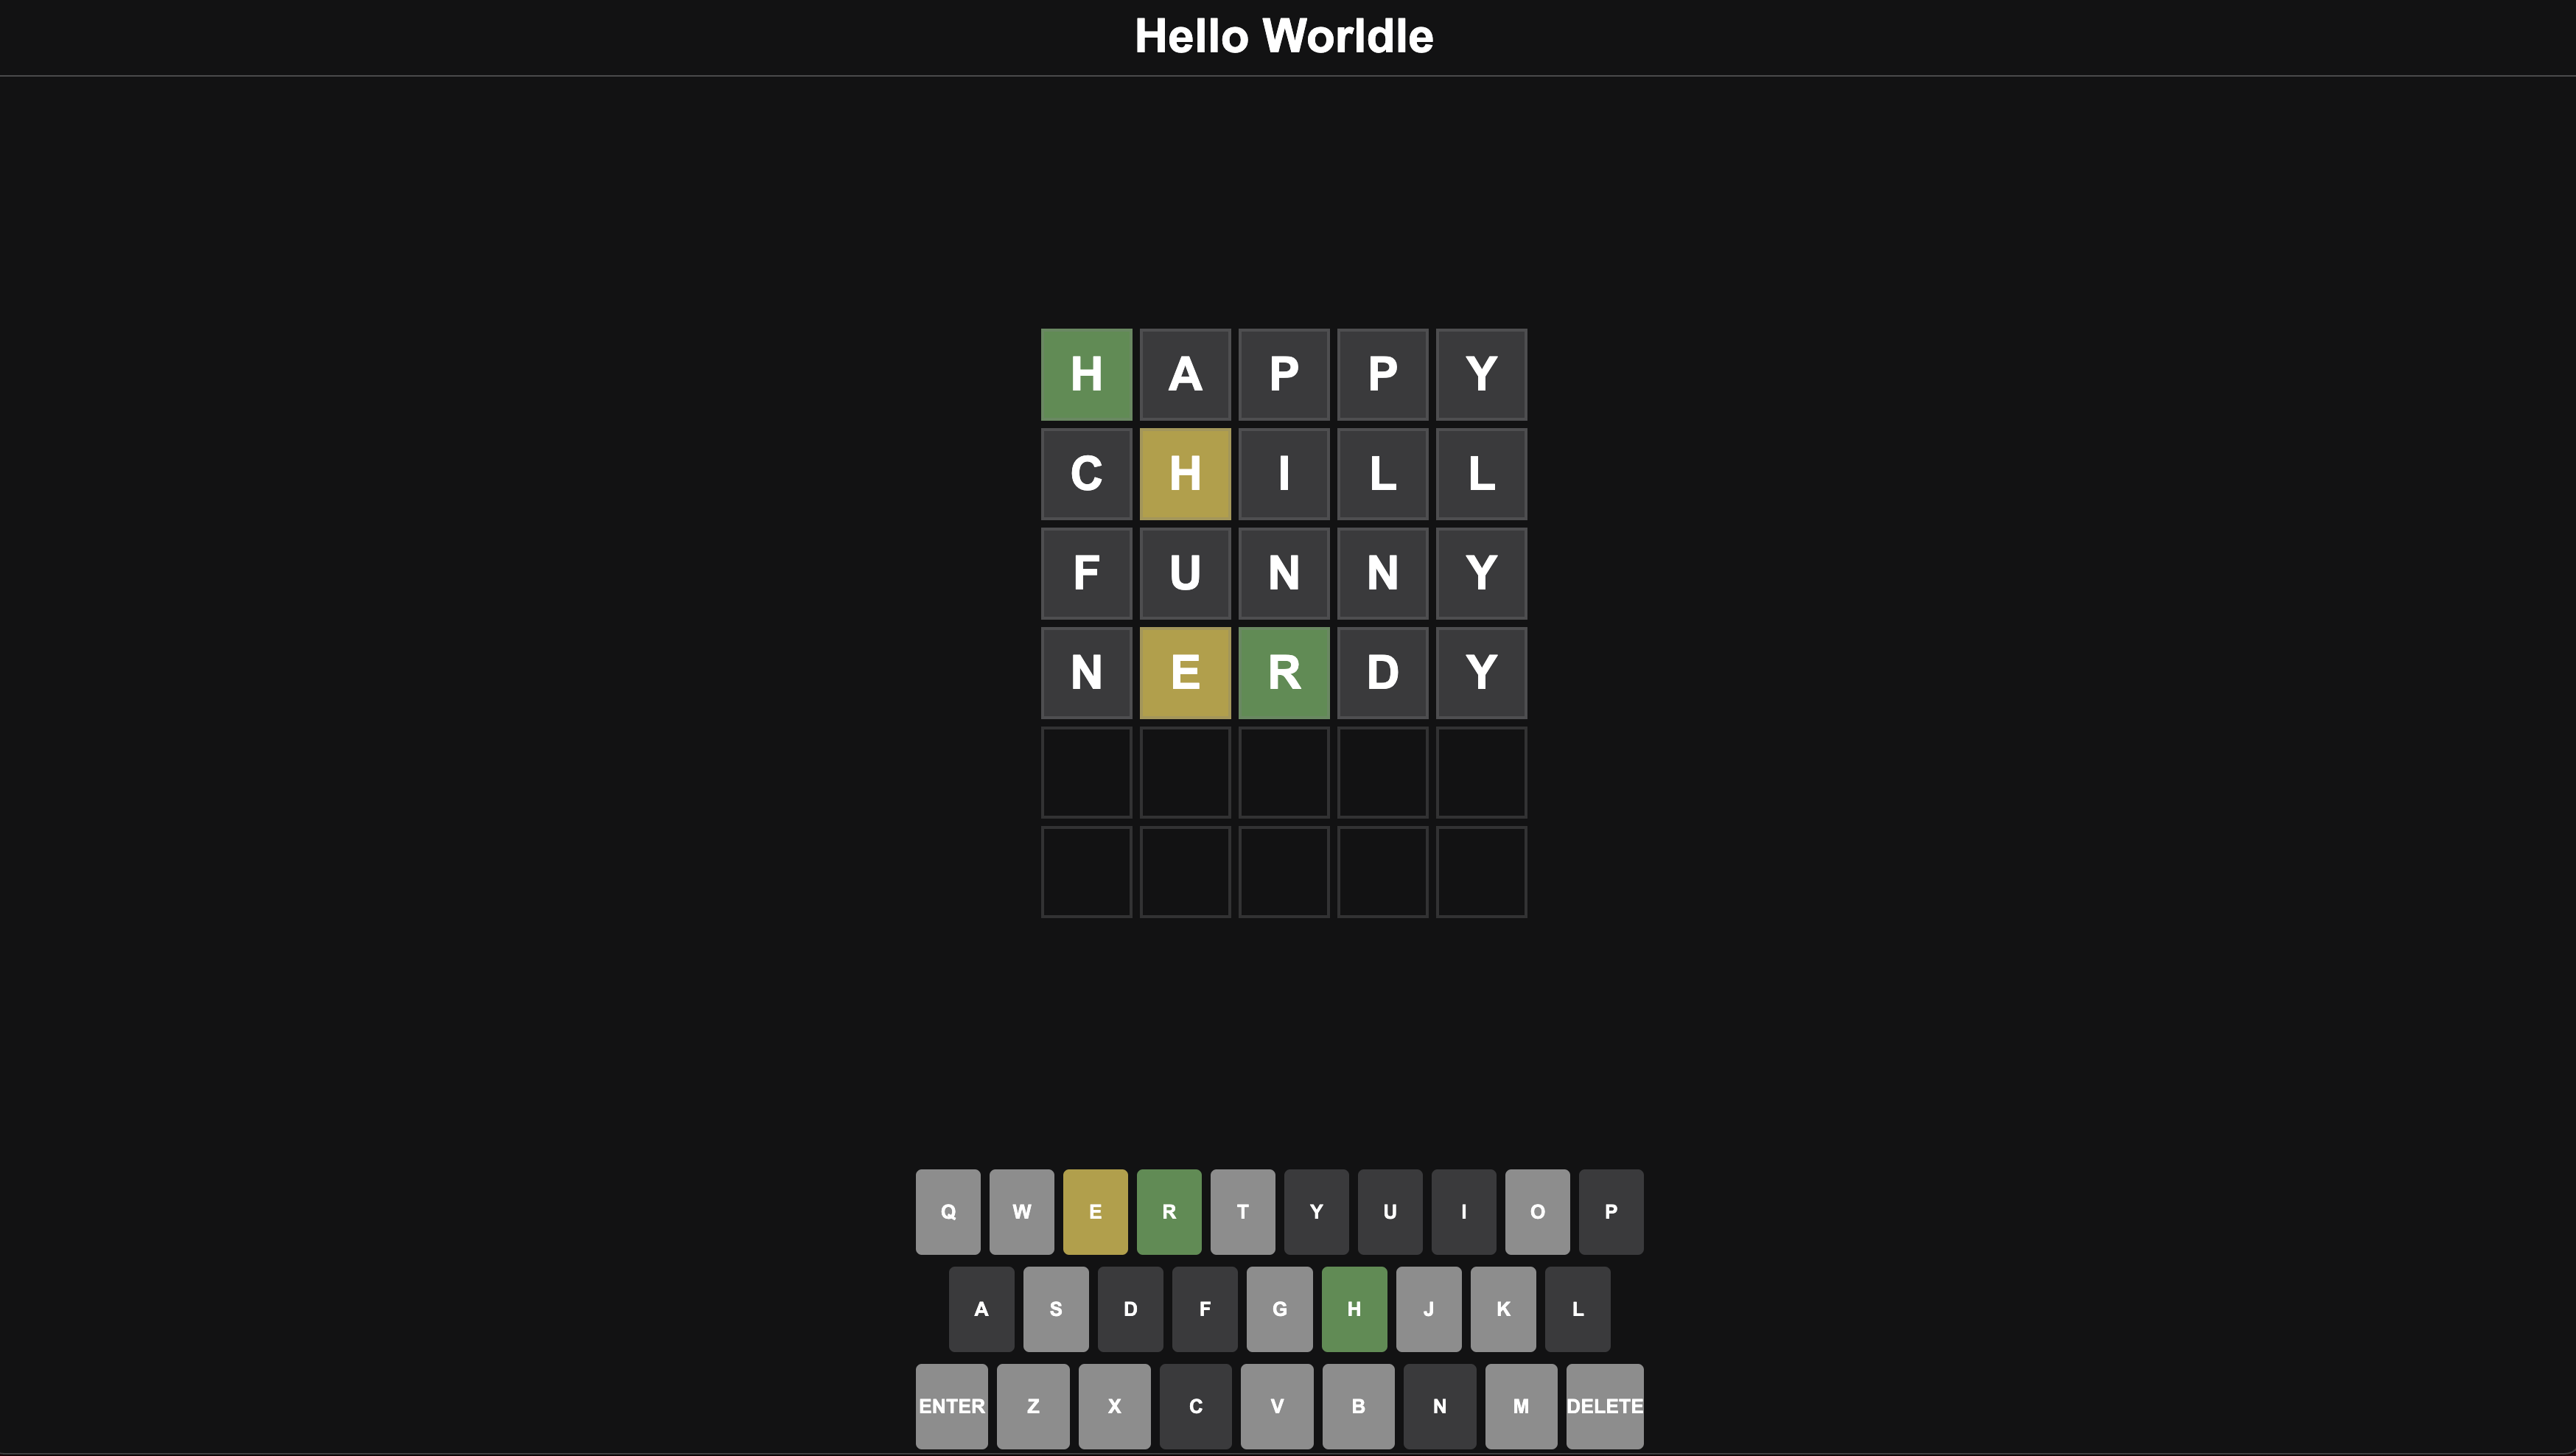 Hello Worldle
H A P P Y
C H I L L
F U N N Y
N E R D Y
Q W E R T Y U I O P
A S D F G H J K L
ENTER Z X C V B N M DELETE